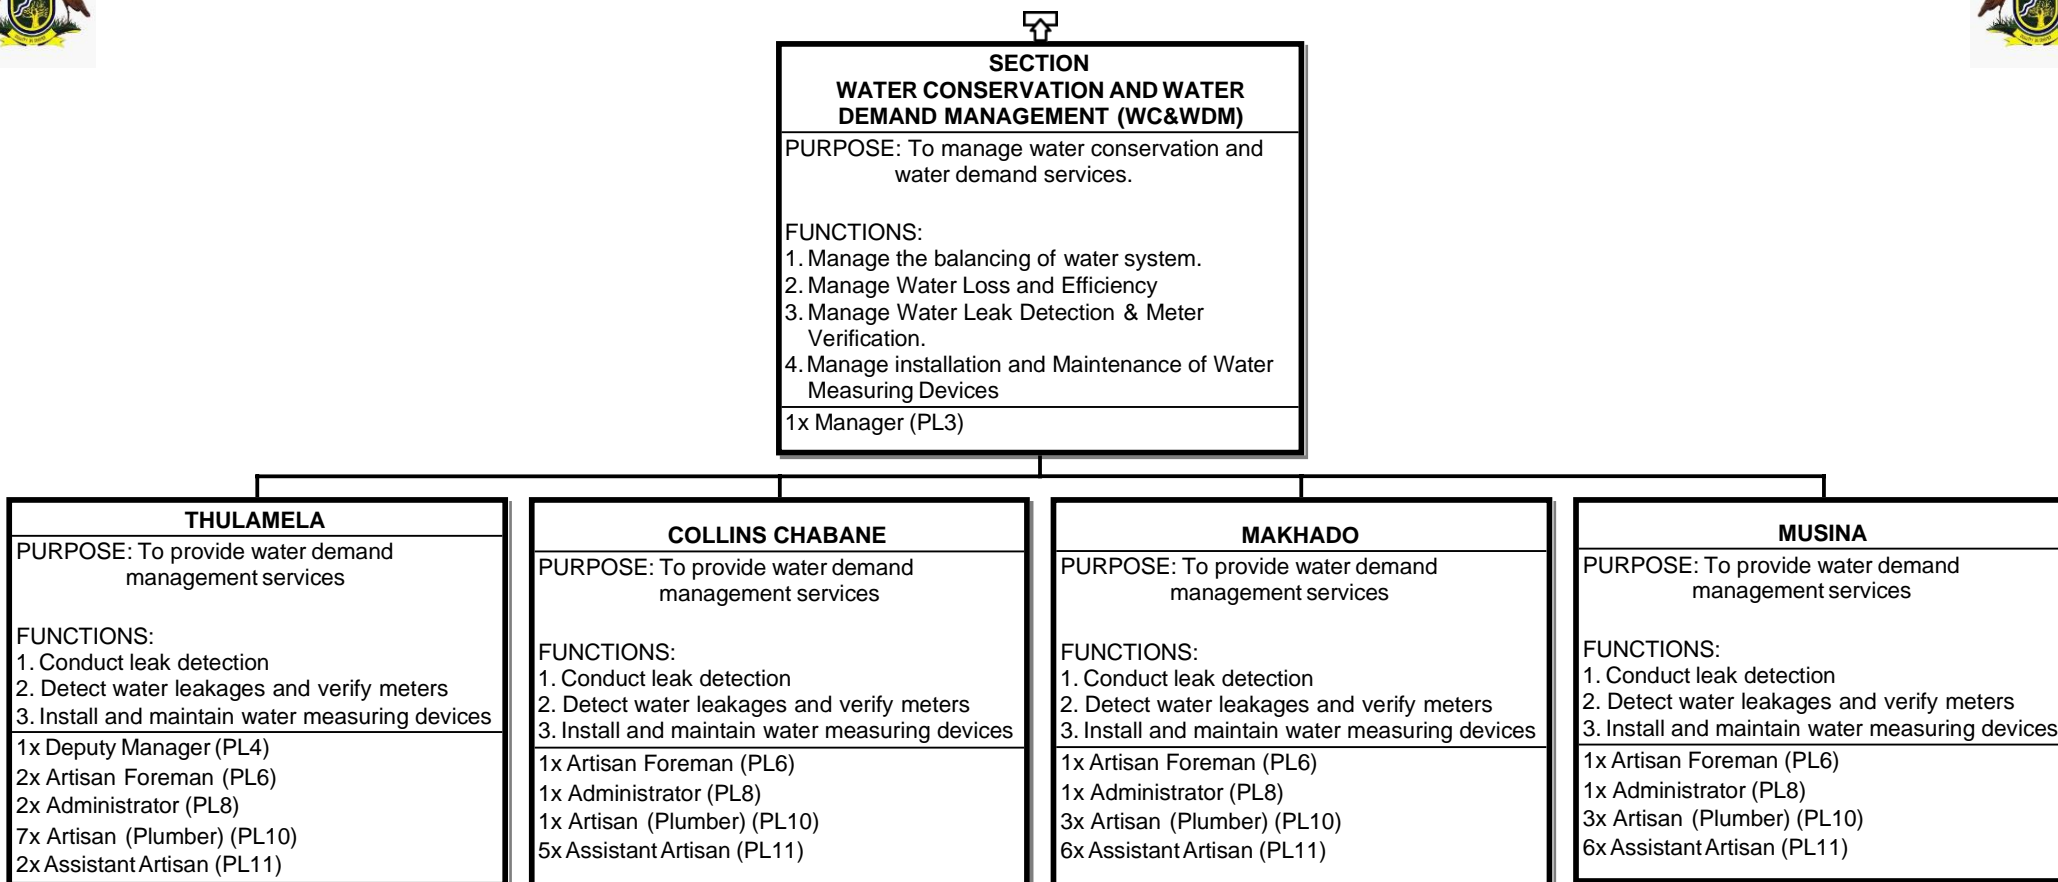 SECTION
WATER CONSERVATION AND WATER
DEMAND MANAGEMENT (WC&WDM)
PURPOSE: To manage water conservation and
water demand services.
FUNCTIONS:
1. Manage the balancing of water system.
2. Manage Water Loss and Efficiency
3. Manage Water Leak Detection & Meter
Verification.
4. Manage installation and Maintenance of Water
Measuring Devices
1x Manager (PL3)
THULAMELA
PURPOSE: To provide water demand
management services
FUNCTIONS:
1. Conduct leak detection
2. Detect water leakages and verify meters
3. Install and maintain water measuring devices
1x Deputy Manager (PL4)
2x Artisan Foreman (PL6)
2x Administrator (PL8)
7x Artisan (Plumber) (PL10)
2x Assistant Artisan (PL11)
COLLINS CHABANE
PURPOSE: To provide water demand
management services
FUNCTIONS:
1. Conduct leak detection
2. Detect water leakages and verify meters
3. Install and maintain water measuring devices
1x Artisan Foreman (PL6)
1x Administrator (PL8)
1x Artisan (Plumber) (PL10)
5x Assistant Artisan (PL11)
MAKHADO
PURPOSE: To provide water demand
management services
FUNCTIONS:
1. Conduct leak detection
2. Detect water leakages and verify meters
3. Install and maintain water measuring devices
1x Artisan Foreman (PL6)
1x Administrator (PL8)
3x Artisan (Plumber) (PL10)
6x Assistant Artisan (PL11)
MUSINA
PURPOSE: To provide water demand
management services
FUNCTIONS:
1. Conduct leak detection
2. Detect water leakages and verify meters
3. Install and maintain water measuring devices
1x Artisan Foreman (PL6)
1x Administrator (PL8)
3x Artisan (Plumber) (PL10)
6x Assistant Artisan (PL11)